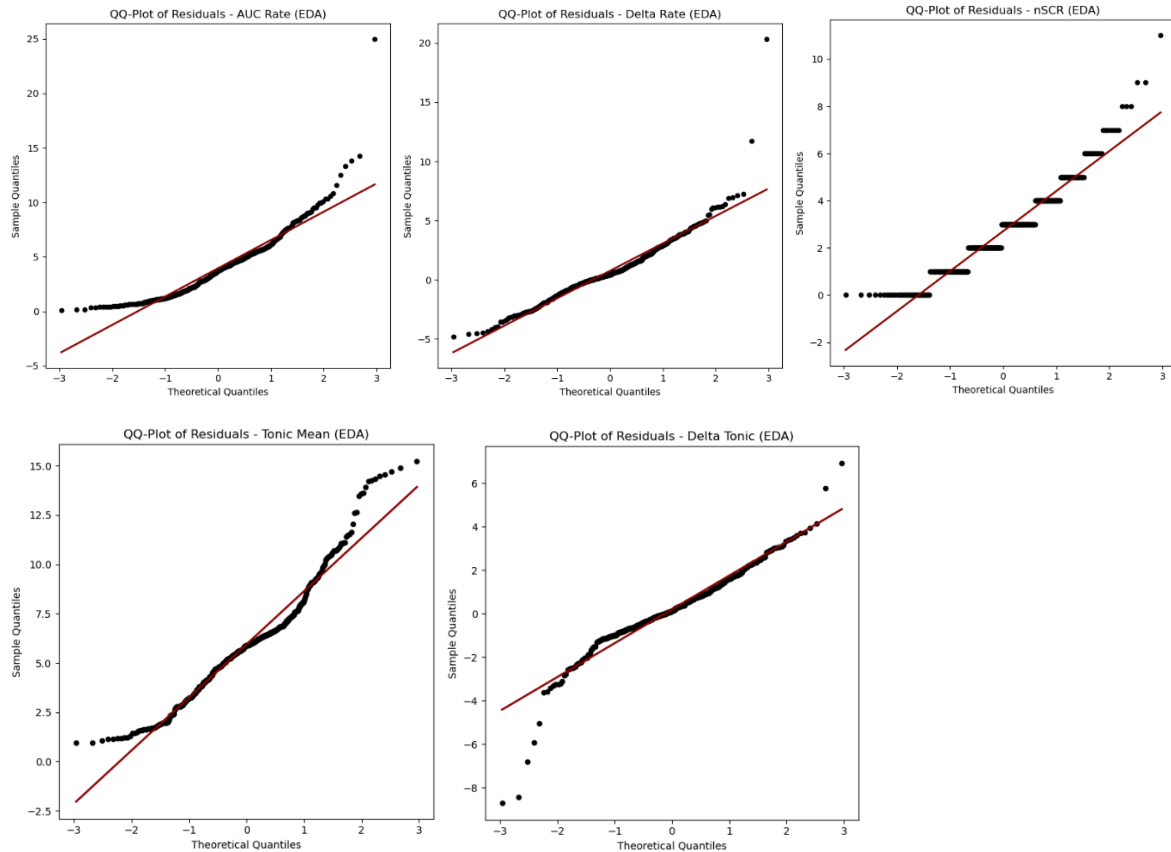 QQ-Plot of Residuals - AUC Rate (EDA)
25
20
15
10
5
0
−5
Sample Quantiles
−3 −2 −1 0 1 2 3
Theoretical Quantiles
QQ-Plot of Residuals - Delta Rate (EDA)
20
15
10
5
0
−5
Sample Quantiles
−3 −2 −1 0 1 2 3
Theoretical Quantiles
QQ-Plot of Residuals - nSCR (EDA)
10
8
6
4
2
0
−2
Sample Quantiles
−3 −2 −1 0 1 2 3
Theoretical Quantiles
QQ-Plot of Residuals - Tonic Mean (EDA)
15.0
12.5
10.0
7.5
5.0
2.5
0.0
−2.5
Sample Quantiles
−3 −2 −1 0 1 2 3
Theoretical Quantiles
QQ-Plot of Residuals - Delta Tonic (EDA)
6
4
2
0
−2
−4
−6
−8
Sample Quantiles
−3 −2 −1 0 1 2 3
Theoretical Quantiles